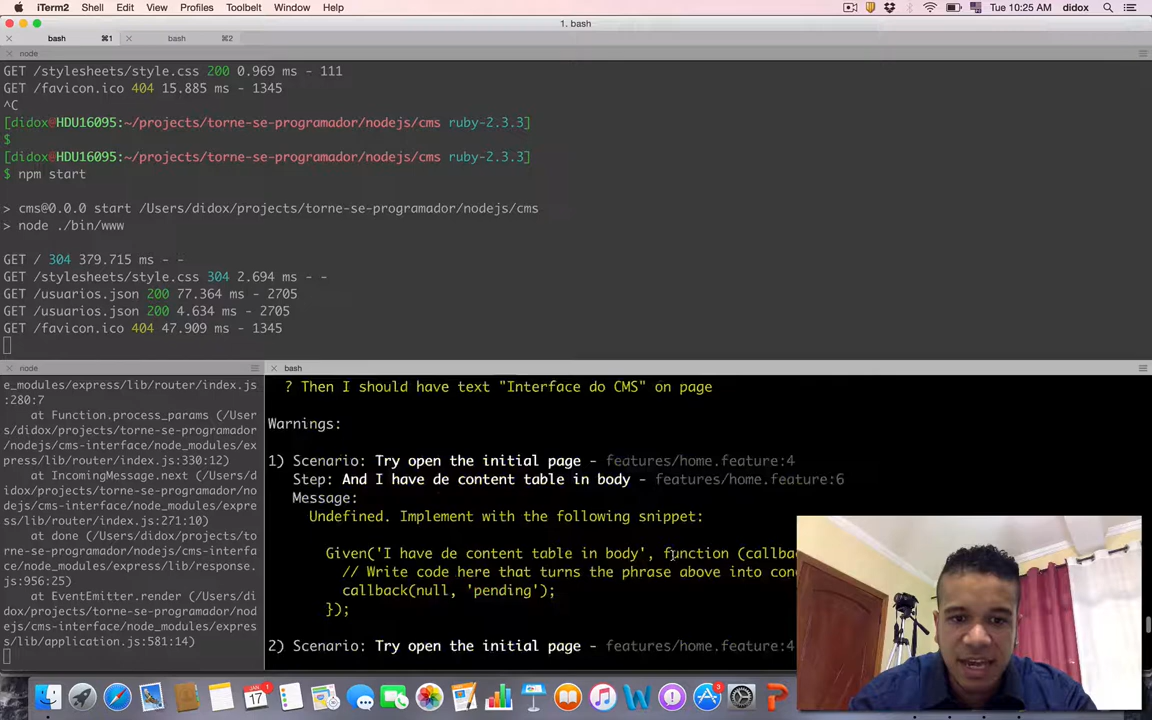 iTerm2 Shell Edit View Profiles Toolbelt Window Help Tue 10:25 AM didox
1. bash
bash ⌘1 bash ⌘2
node
GET /stylesheets/style.css 200 0.969 ms - 111
GET /favicon.ico 404 15.885 ms - 1345
^C
[didox@HDU16095:~/projects/torne-se-programador/nodejs/cms ruby-2.3.3]
$
[didox@HDU16095:~/projects/torne-se-programador/nodejs/cms ruby-2.3.3]
$ npm start
> cms@0.0.0 start /Users/didox/projects/torne-se-programador/nodejs/cms
> node ./bin/www
GET / 304 379.715 ms - -
GET /stylesheets/style.css 304 2.694 ms - -
GET /usuarios.json 200 77.364 ms - 2705
GET /usuarios.json 200 4.634 ms - 2705
GET /favicon.ico 404 47.909 ms - 1345
node
e_modules/express/lib/router/index.js
:280:7
at Function.process_params (/User
s/didox/projects/torne-se-programador
/nodejs/cms-interface/node_modules/ex
press/lib/router/index.js:330:12)
at IncomingMessage.next (/Users/d
idox/projects/torne-se-programador/no
dejs/cms-interface/node_modules/expre
ss/lib/router/index.js:271:10)
at done (/Users/didox/projects/to
rne-se-programador/nodejs/cms-interfa
ce/node_modules/express/lib/response.
js:956:25)
at EventEmitter.render (/Users/di
dox/projects/torne-se-programador/nod
ejs/cms-interface/node_modules/expres
s/lib/application.js:581:14)
bash
? Then I should have text "Interface do CMS" on page
Warnings:
1) Scenario: Try open the initial page - features/home.feature:4
Step: And I have de content table in body - features/home.feature:6
Message:
Undefined. Implement with the following snippet:
Given('I have de content table in body', function (callba
// Write code here that turns the phrase above into con
callback(null, 'pending');
});
2) Scenario: Try open the initial page - features/home.feature:4
JAN
17
1
W
3
P